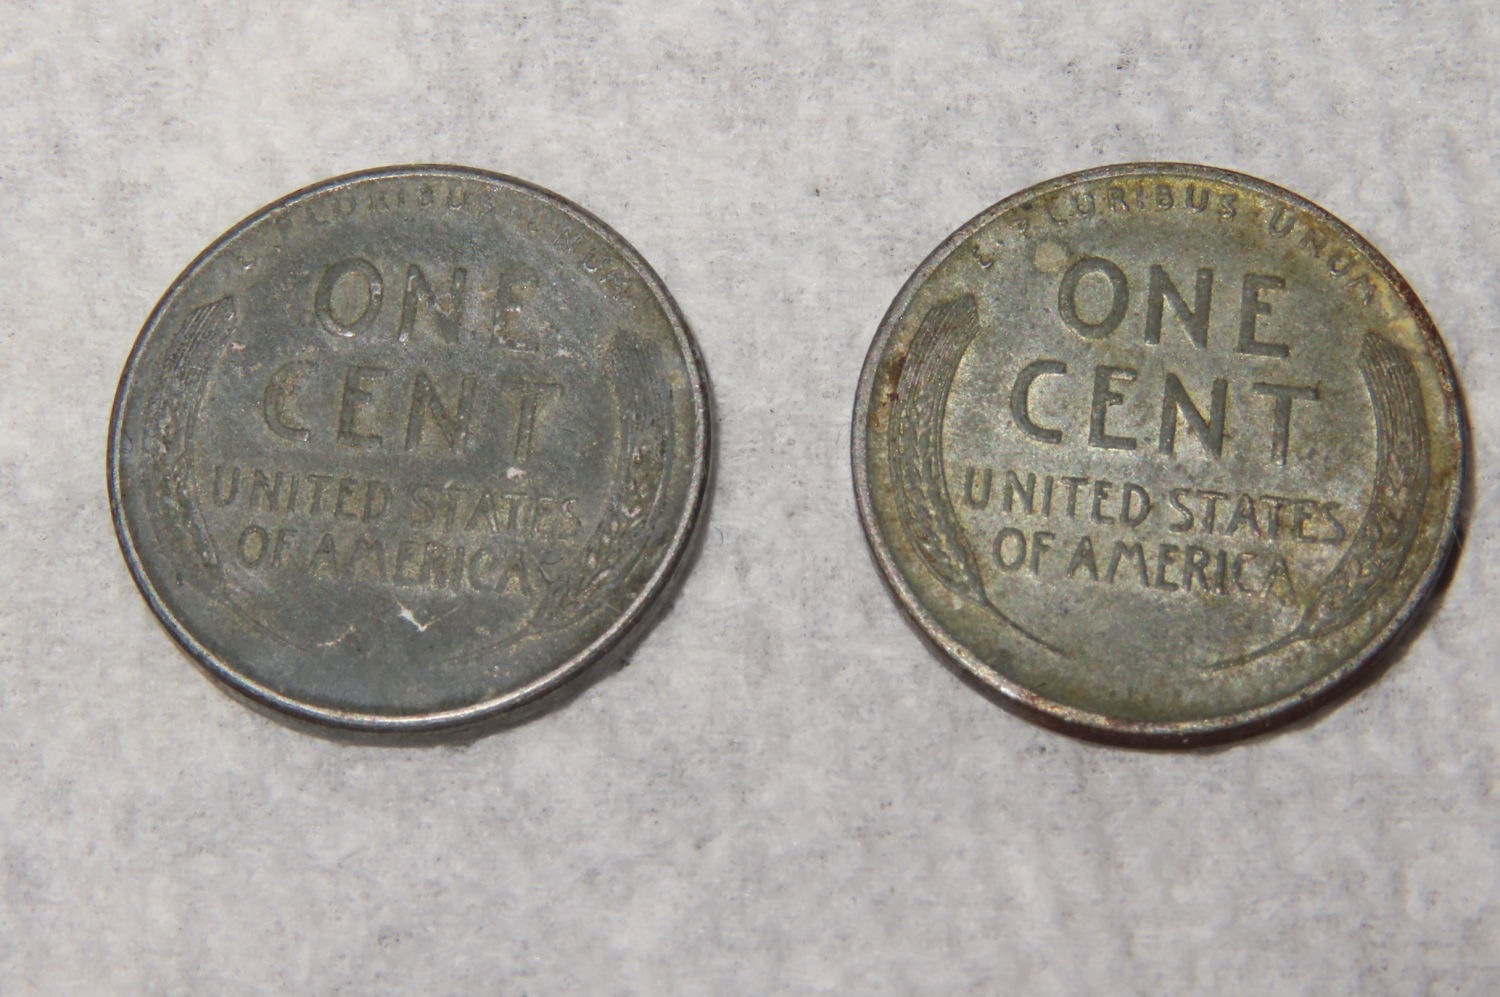 E · PLURIBUS · UNUM
ONE
CENT
UNITED STATES
OF AMERICA
E · PLURIBUS · UNUM
ONE
CENT
UNITED STATES
OF AMERICA